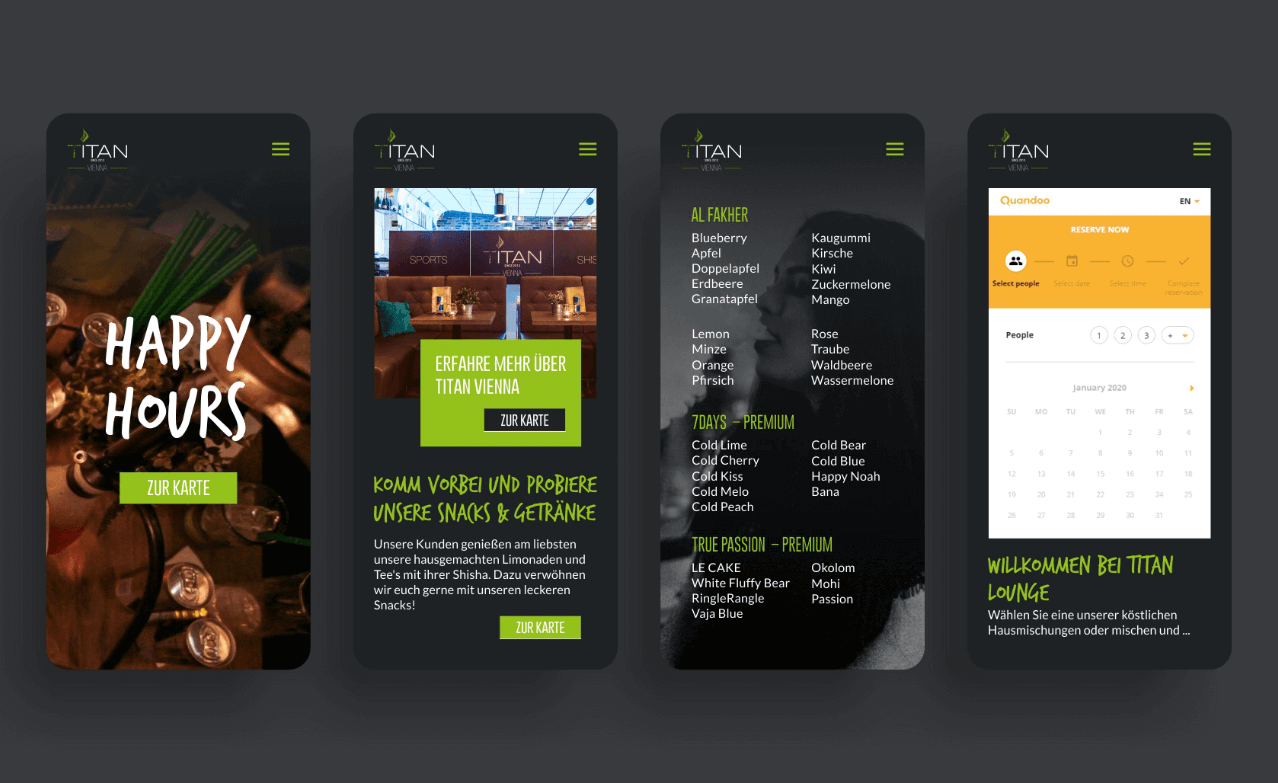 TITAN
VIENNA
HAPPY
HOURS
ZUR KARTE
TITAN
VIENNA
SPORTS
TITAN
VIENNA
SHIS
ERFAHRE MEHR ÜBER
TITAN VIENNA
ZUR KARTE
KOMM VORBEI UND PROBIERE
UNSERE SNACKS & GETRÄNKE
Unsere Kunden genießen am liebsten
unsere hausgemachten Limonaden und
Tee's mit ihrer Shisha. Dazu verwöhnen
wir euch gerne mit unseren leckeren
Snacks!
ZUR KARTE
TITAN
VIENNA
AL FAKHER
Blueberry
Apfel
Doppelapfel
Erdbeere
Granatapfel
Kaugummi
Kirsche
Kiwi
Zuckermelone
Mango
Lemon
Minze
Orange
Pfirsich
Rose
Traube
Waldbeere
Wassermelone
7DAYS – PREMIUM
Cold Lime
Cold Cherry
Cold Kiss
Cold Melo
Cold Peach
Cold Bear
Cold Blue
Happy Noah
Bana
TRUE PASSION – PREMIUM
LE CAKE
White Fluffy Bear
RingleRangle
Vaja Blue
Okolom
Mohi
Passion
TITAN
VIENNA
Quandoo
EN
RESERVE NOW
Select people
Select date
Select time
Complete
reservation
People
1 2 3 +
January 2020
SU MO TU WE TH FR SA
1 2 3 4
5 6 7 8 9 10 11
12 13 14 15 16 17 18
19 20 21 22 23 24 25
26 27 28 29 30 31
WILLKOMMEN BEI TITAN
LOUNGE
Wählen Sie eine unserer köstlichen
Hausmischungen oder mischen und ...